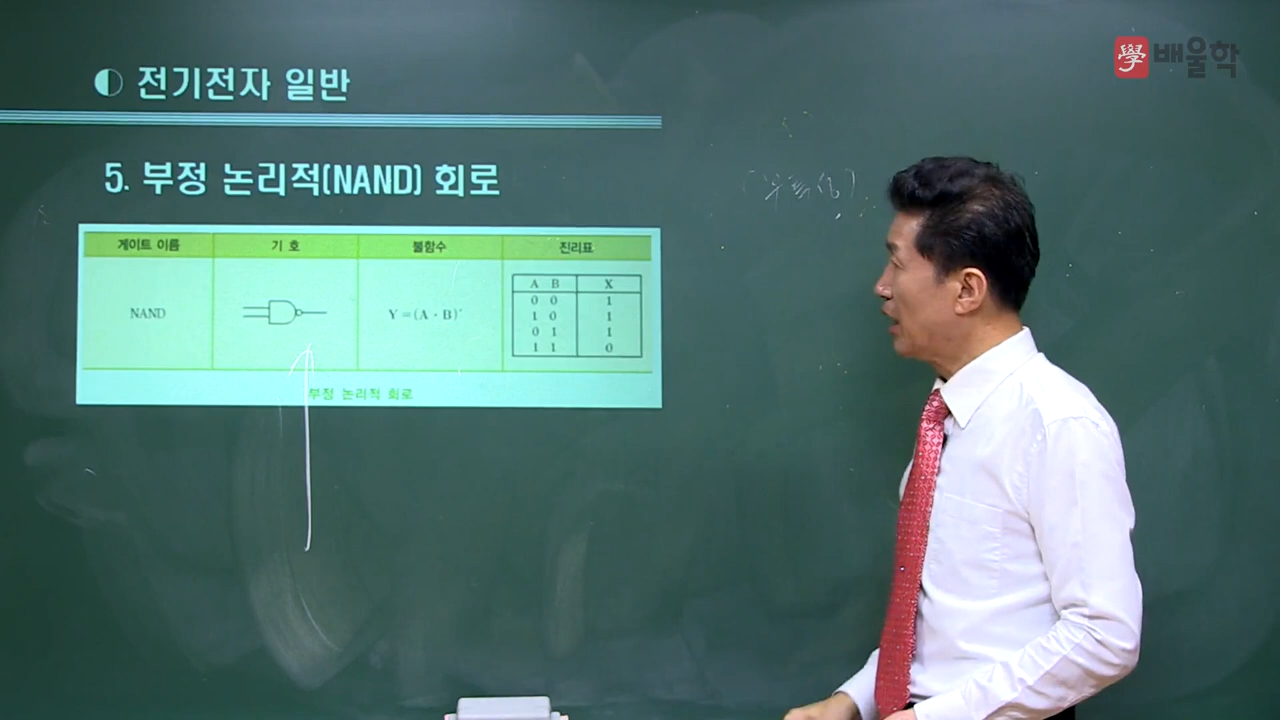 學 배울학
전기전자 일반
5. 부정 논리적(NAND) 회로
게이트 이름 기 호 불함수 진리표
NAND Y=(A·B)′
A B X
0 0 1
1 0 1
0 1 1
1 1 0
부정 논리적 회로